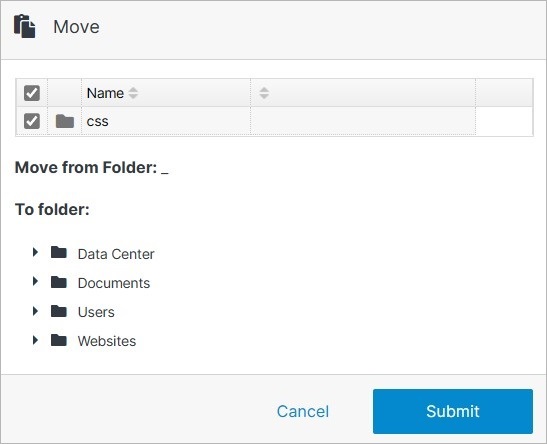 Move
Name
css
Move from Folder: _
To folder:
Data Center
Documents
Users
Websites
Cancel Submit